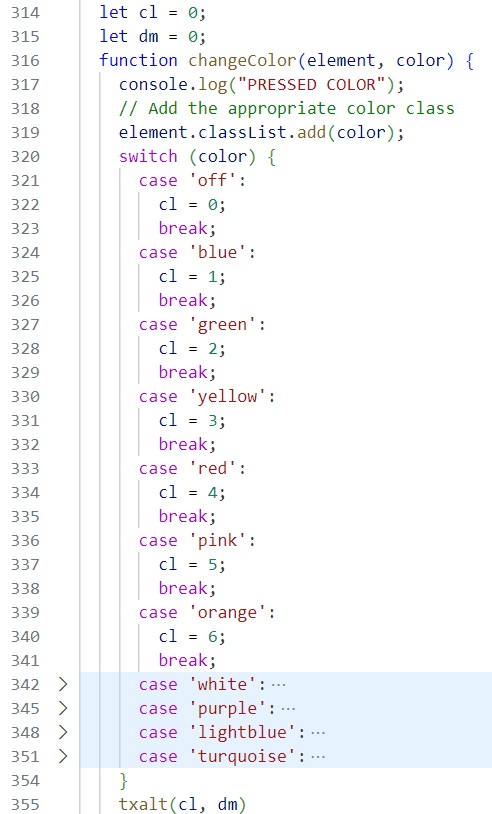 314 let cl = 0;
315 let dm = 0;
316 function changeColor(element, color) {
317 console.log("PRESSED COLOR");
318 // Add the appropriate color class
319 element.classList.add(color);
320 switch (color) {
321 case 'off':
322 cl = 0;
323 break;
324 case 'blue':
325 cl = 1;
326 break;
327 case 'green':
328 cl = 2;
329 break;
330 case 'yellow':
331 cl = 3;
332 break;
333 case 'red':
334 cl = 4;
335 break;
336 case 'pink':
337 cl = 5;
338 break;
339 case 'orange':
340 cl = 6;
341 break;
342 > case 'white':···
345 > case 'purple':···
348 > case 'lightblue':···
351 > case 'turquoise':···
354 }
355 txalt(cl, dm)